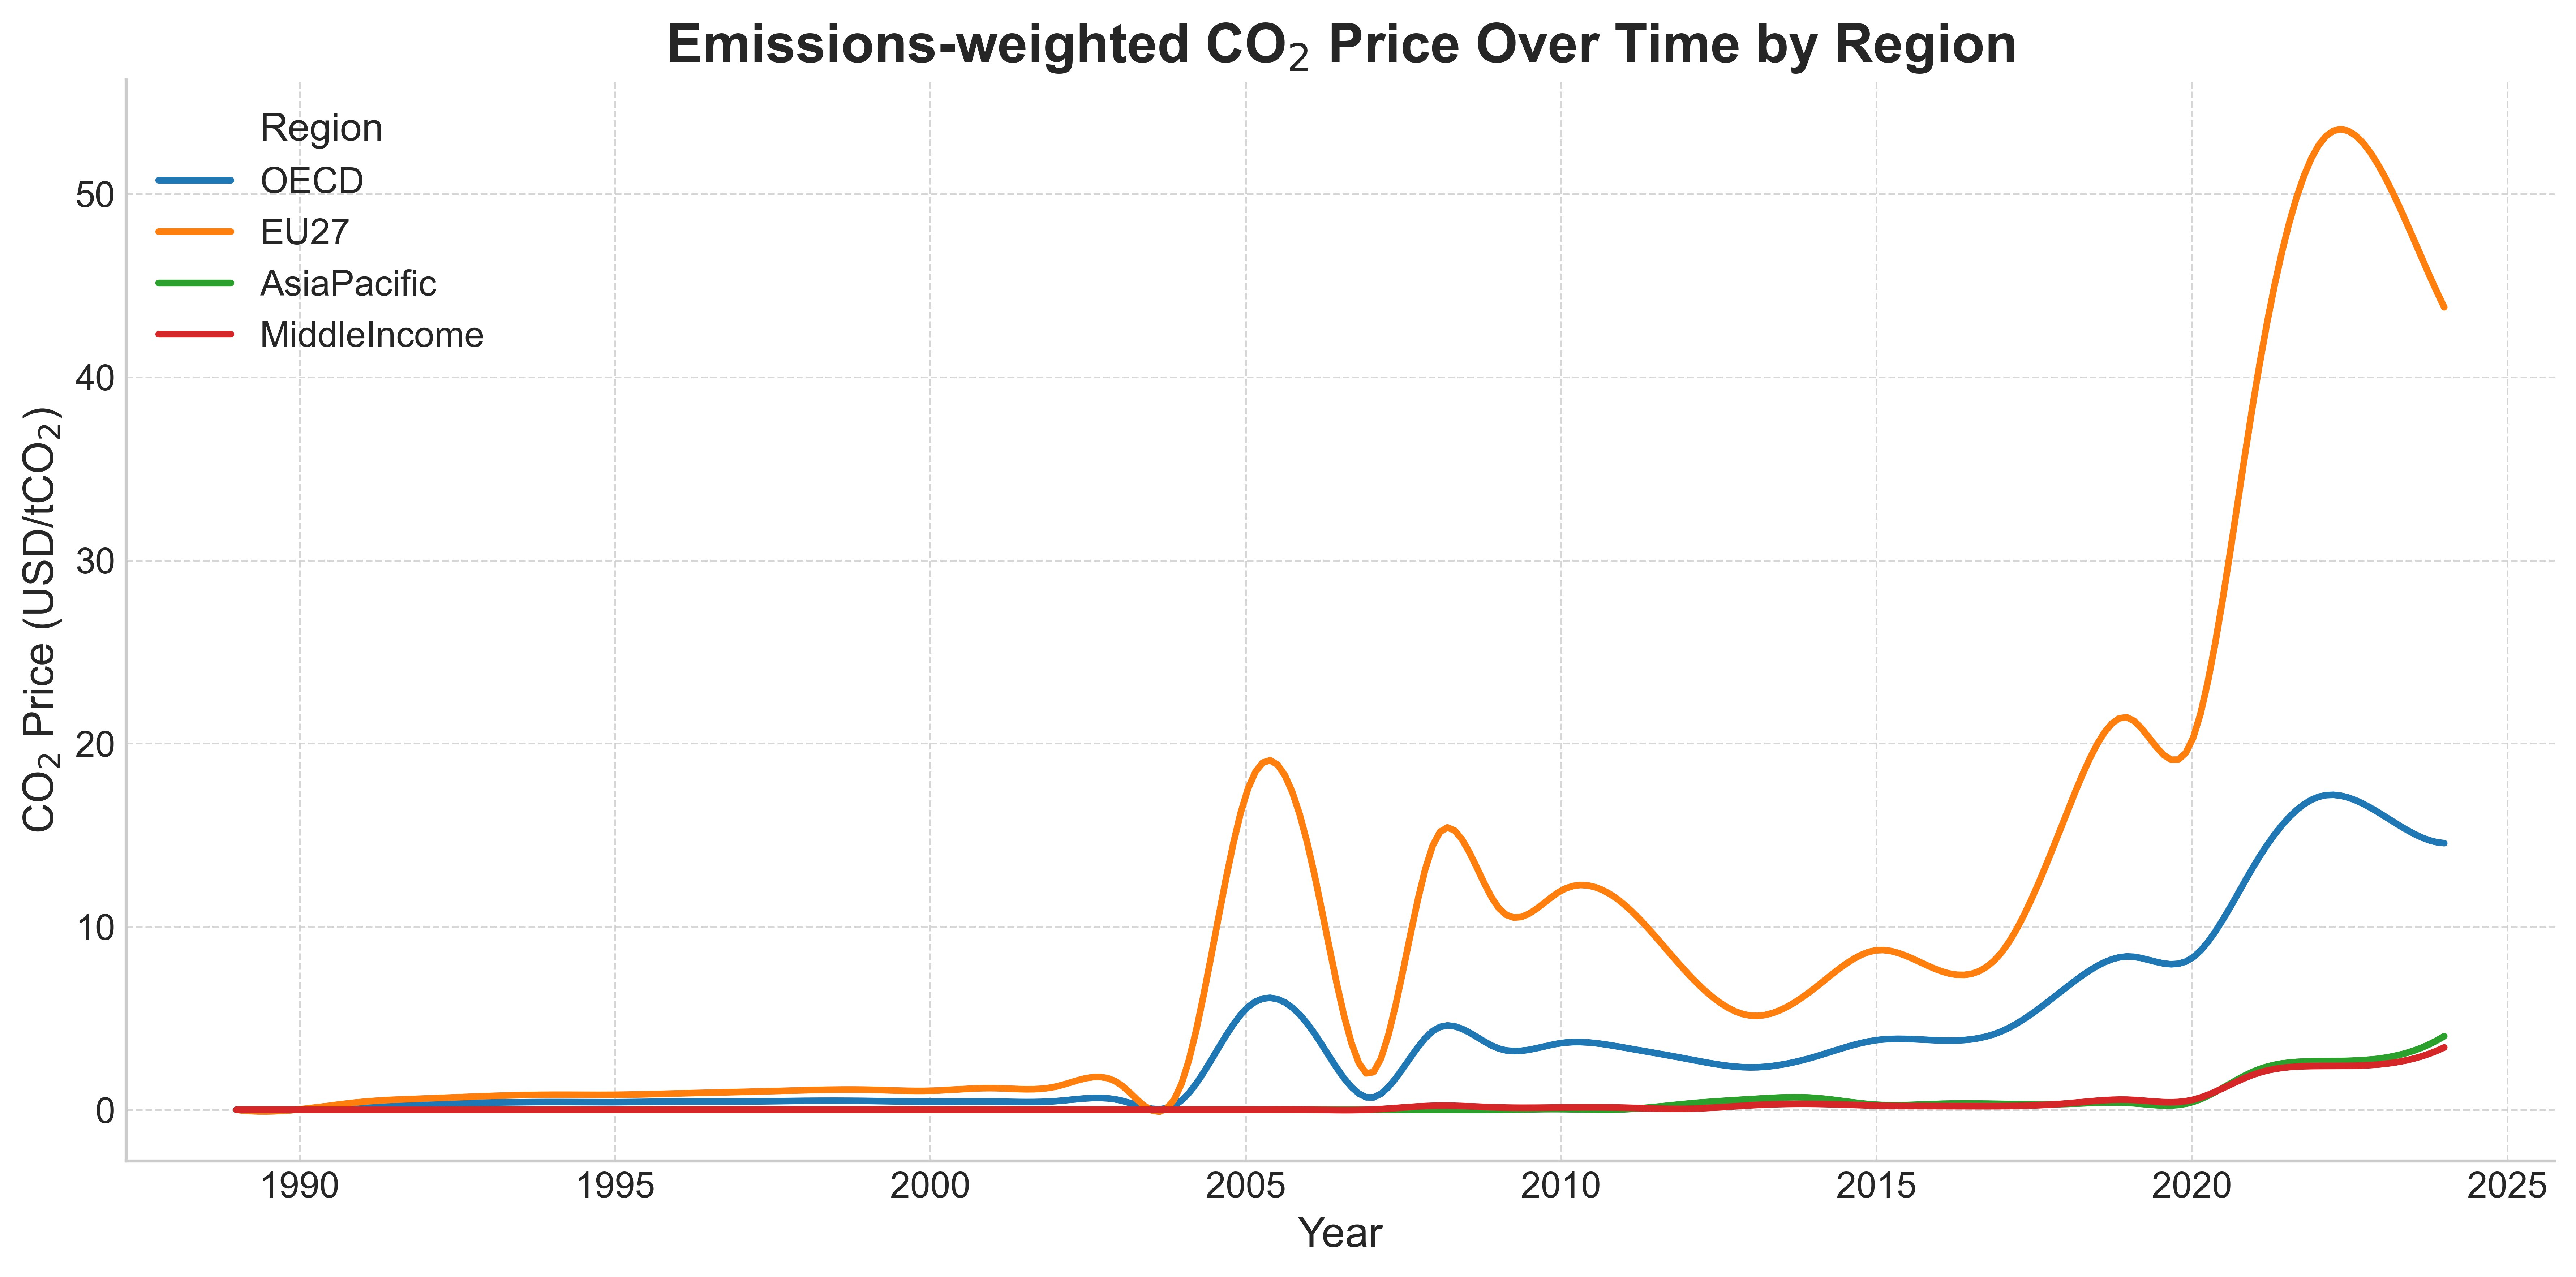 Emissions-weighted CO₂ Price Over Time by Region
Region
OECD
EU27
AsiaPacific
MiddleIncome
CO₂ Price (USD/tCO₂)
50
40
30
20
10
0
1990 1995 2000 2005 2010 2015 2020 2025
Year